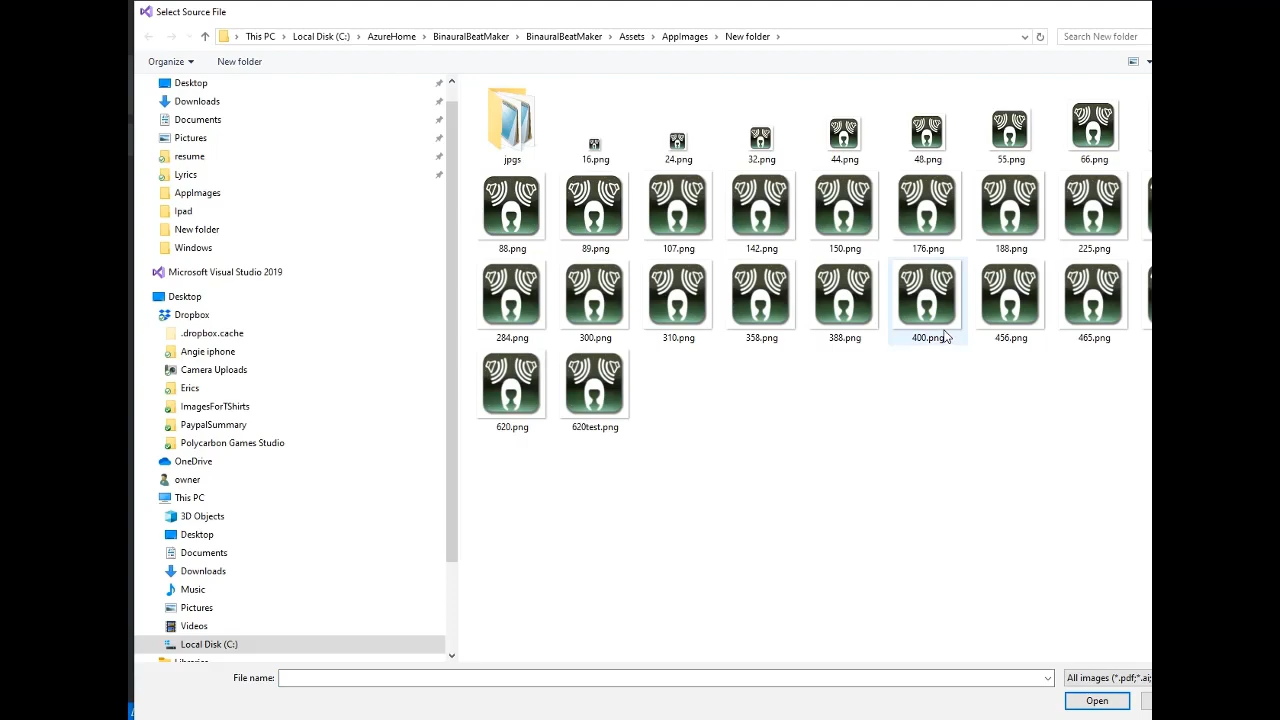 Select Source File
This PC > Local Disk (C:) > AzureHome > BinauralBeatMaker > BinauralBeatMaker > Assets > AppImages > New folder >
Search New folder
Organize
New folder
Desktop
Downloads
Documents
Pictures
resume
Lyrics
AppImages
Ipad
New folder
Windows
Microsoft Visual Studio 2019
Desktop
Dropbox
.dropbox.cache
Angie iphone
Camera Uploads
Erics
ImagesForTShirts
PaypalSummary
Polycarbon Games Studio
OneDrive
owner
This PC
3D Objects
Desktop
Documents
Downloads
Music
Pictures
Videos
Local Disk (C:)
jpgs 16.png 24.png 32.png 44.png 48.png 55.png 66.png
88.png 89.png 107.png 142.png 150.png 176.png 188.png 225.png
284.png 300.png 310.png 358.png 388.png 400.png 456.png 465.png
620.png 620test.png
File name:
All images (*.pdf;*.ai;
Open